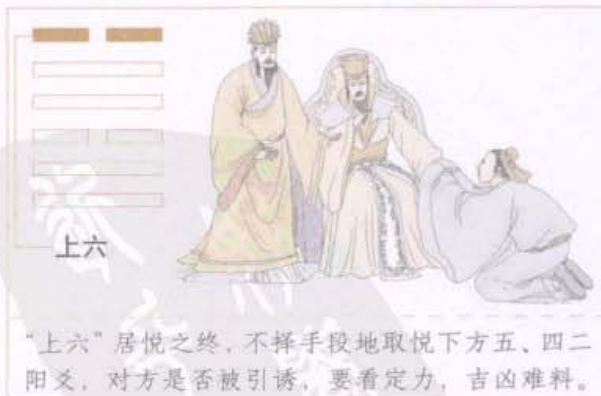 上六
“上六”居悦之终，不择手段地取悦下方五、四二
阳爻，对方是否被引诱，要看定力，吉凶难料。